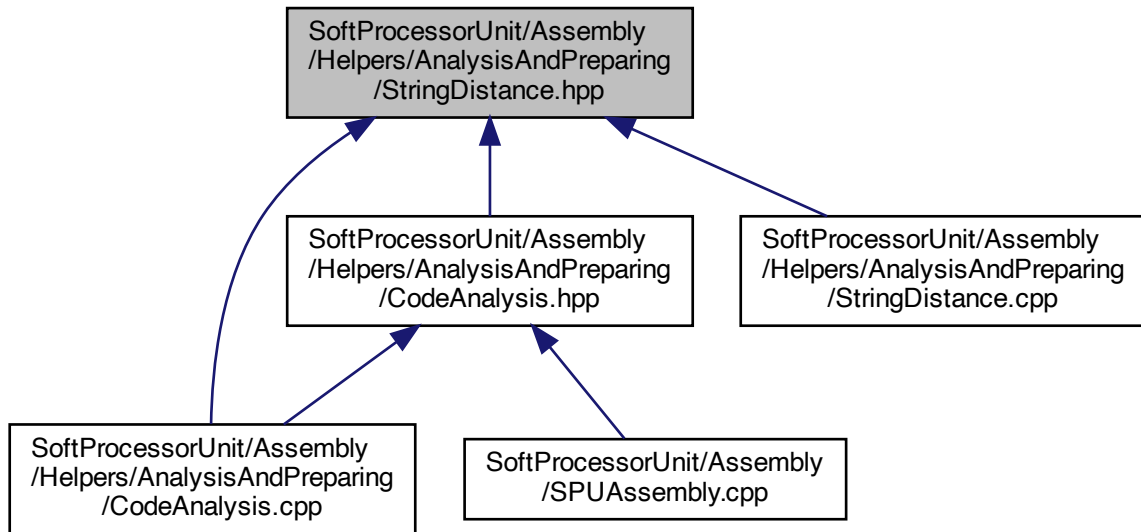 SoftProcessorUnit/Assembly
/Helpers/AnalysisAndPreparing
/StringDistance.hpp
SoftProcessorUnit/Assembly
/Helpers/AnalysisAndPreparing
/CodeAnalysis.hpp
SoftProcessorUnit/Assembly
/Helpers/AnalysisAndPreparing
/StringDistance.cpp
SoftProcessorUnit/Assembly
/Helpers/AnalysisAndPreparing
/CodeAnalysis.cpp
SoftProcessorUnit/Assembly
/SPUAssembly.cpp